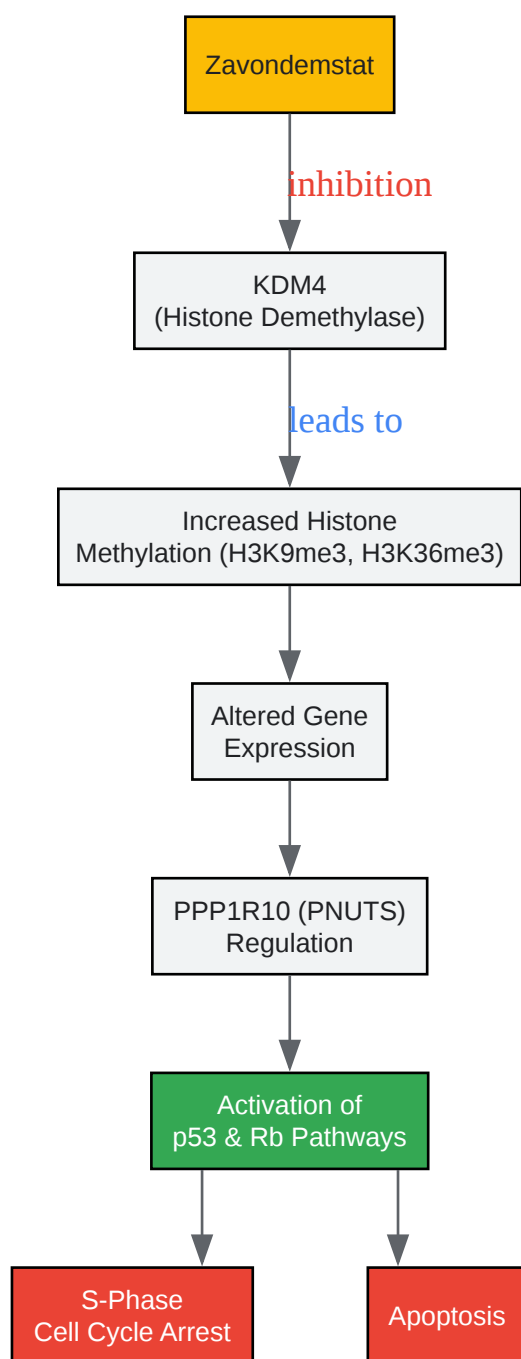 Zavondemstat
inhibition
KDM4
(Histone Demethylase)
leads to
Increased Histone
Methylation (H3K9me3, H3K36me3)
Altered Gene
Expression
PPP1R10 (PNUTS)
Regulation
Activation of
p53 & Rb Pathways
S-Phase
Cell Cycle Arrest
Apoptosis